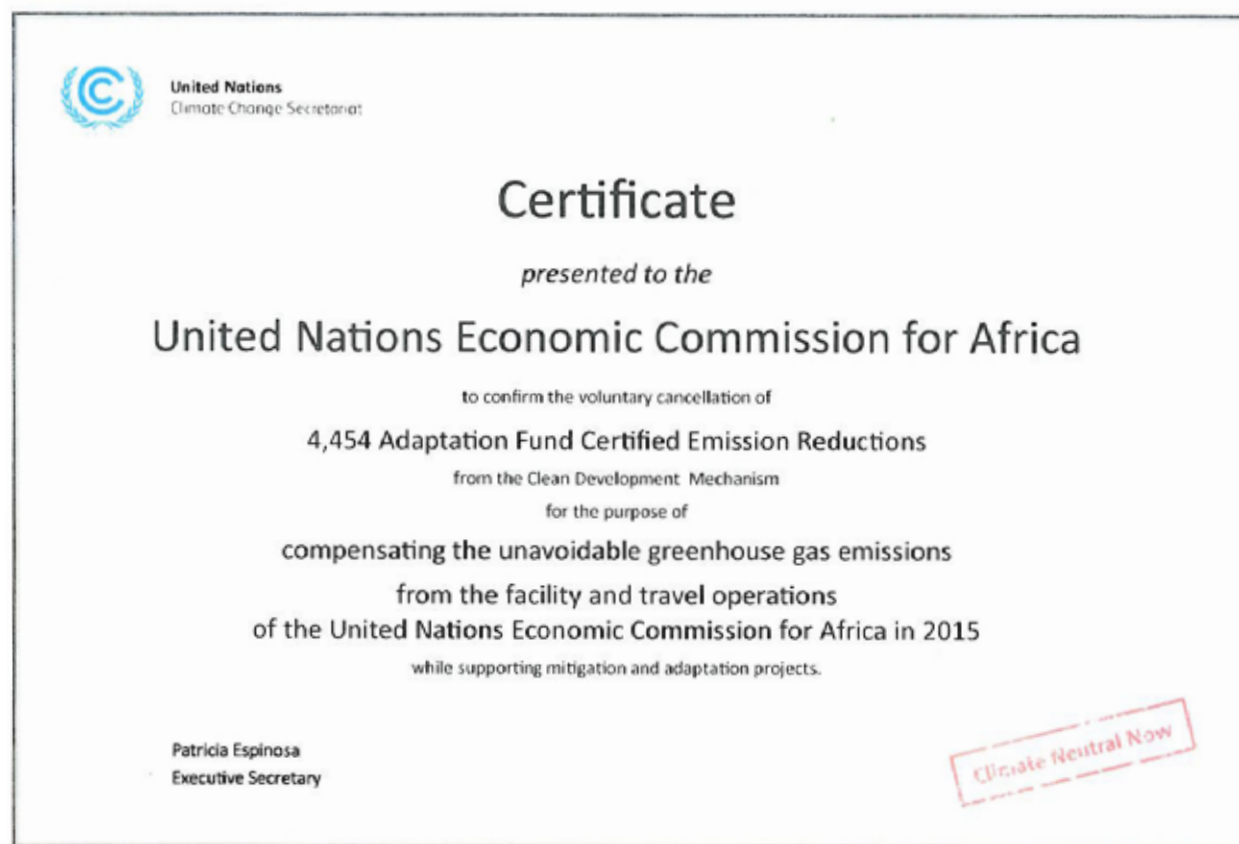 United Nations
Climate Change Secretariat
Certificate
presented to the
United Nations Economic Commission for Africa
to confirm the voluntary cancellation of
4,454 Adaptation Fund Certified Emission Reductions
from the Clean Development Mechanism
for the purpose of
compensating the unavoidable greenhouse gas emissions
from the facility and travel operations
of the United Nations Economic Commission for Africa in 2015
while supporting mitigation and adaptation projects.
Patricia Espinosa
Executive Secretary
Climate Neutral Now